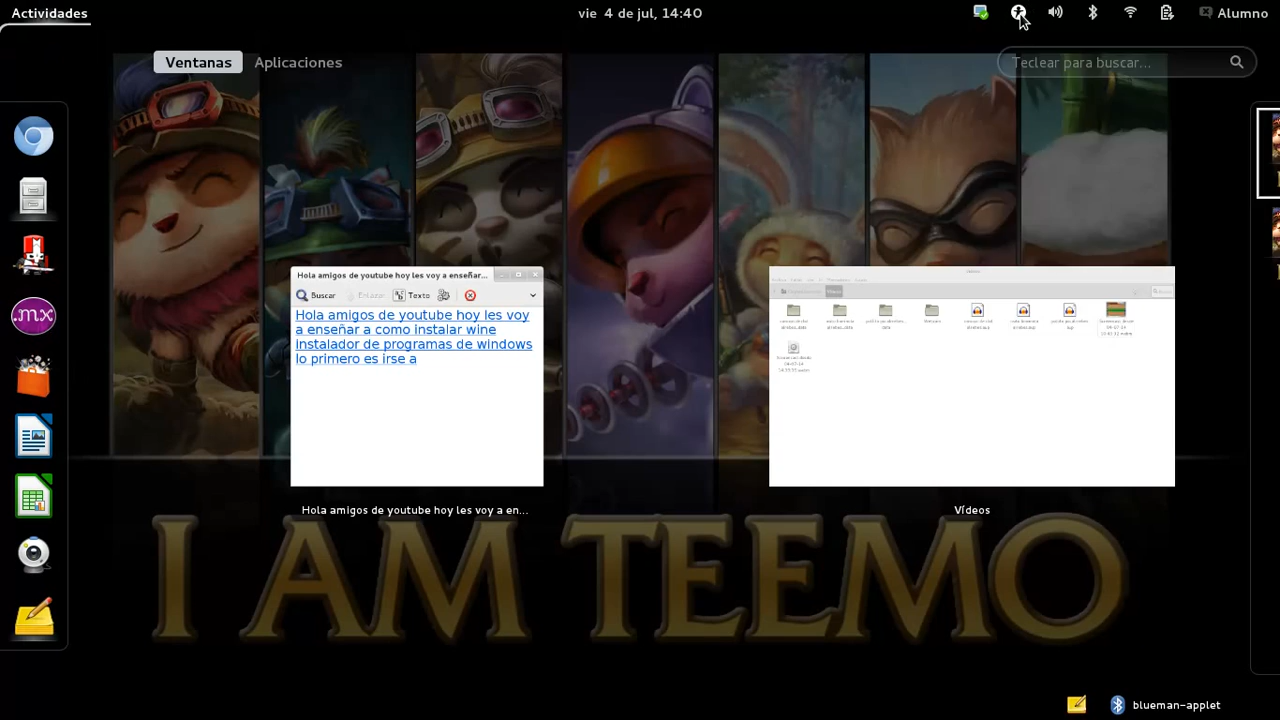 Actividades
vie 4 de jul, 14:40
Alumno
Ventanas
Aplicaciones
Teclear para buscar...
.mx
Hola amigos de youtube hoy les voy a enseñar...
Buscar
Enlazar
Texto
Hola amigos de youtube hoy les voy
a enseñar a como instalar wine
instalador de programas de windows
lo primero es irse a
Hola amigos de youtube hoy les voy a en...
Vídeos
I AM TEEMO
blueman-applet